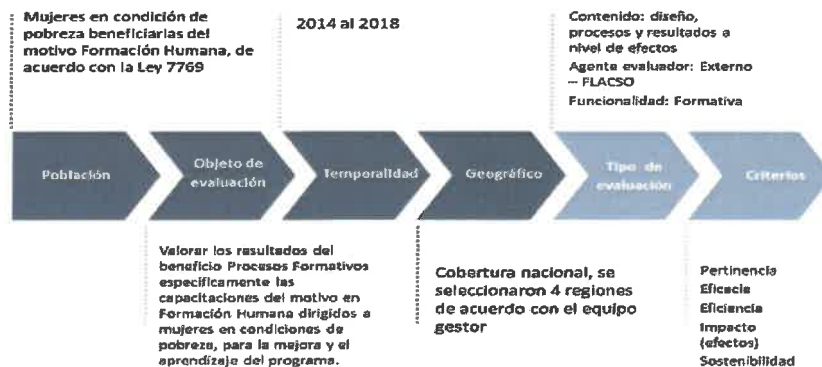 Mujeres en condición de
pobreza beneficiarias del
motivo Formación Humana, de
acuerdo con la Ley 7769
2014 al 2018
Contenido: diseño,
procesos y resultados a
nivel de efectos
Agente evaluador: Externo
– FLACSO
Funcionalidad: Formativa
Población
Objeto de
evaluación
Temporalidad
Geográfico
Tipo de
evaluación
Criterios
Valorar los resultados del
beneficio Procesos Formativos
específicamente las
capacitaciones del motivo en
Formación Humana dirigidos a
mujeres en condiciones de
pobreza, para la mejora y el
aprendizaje del programa.
Cobertura nacional, se
seleccionaron 4 regiones
de acuerdo con el equipo
gestor
Pertinencia
Eficacia
Eficiencia
Impacto
(efectos)
Sostenibilidad